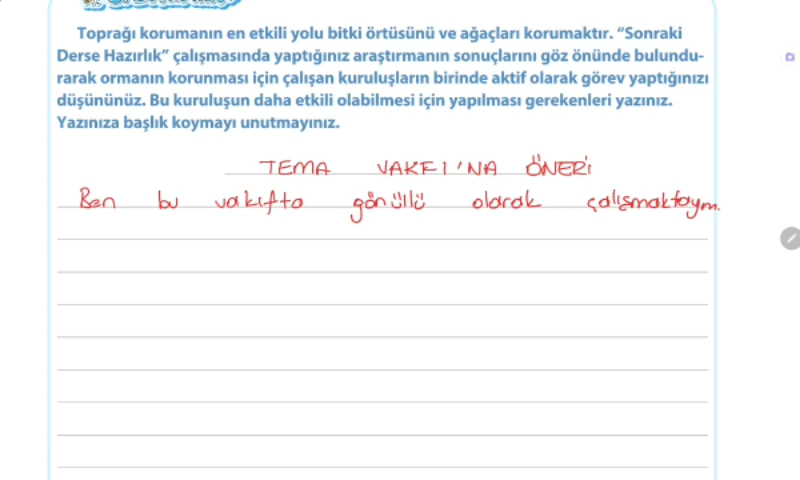 Toprağı korumanın en etkili yolu bitki örtüsünü ve ağaçları korumaktır. “Sonraki
Derse Hazırlık” çalışmasında yaptığınız araştırmanın sonuçlarını göz önünde bulundu-
rarak ormanın korunması için çalışan kuruluşların birinde aktif olarak görev yaptığınızı
düşününüz. Bu kuruluşun daha etkili olabilmesi için yapılması gerekenleri yazınız.
Yazınıza başlık koymayı unutmayınız.
TEMA VAKFI'NA ÖNERİ
Ben bu vakıfta gönüllü olarak çalışmaktayım.